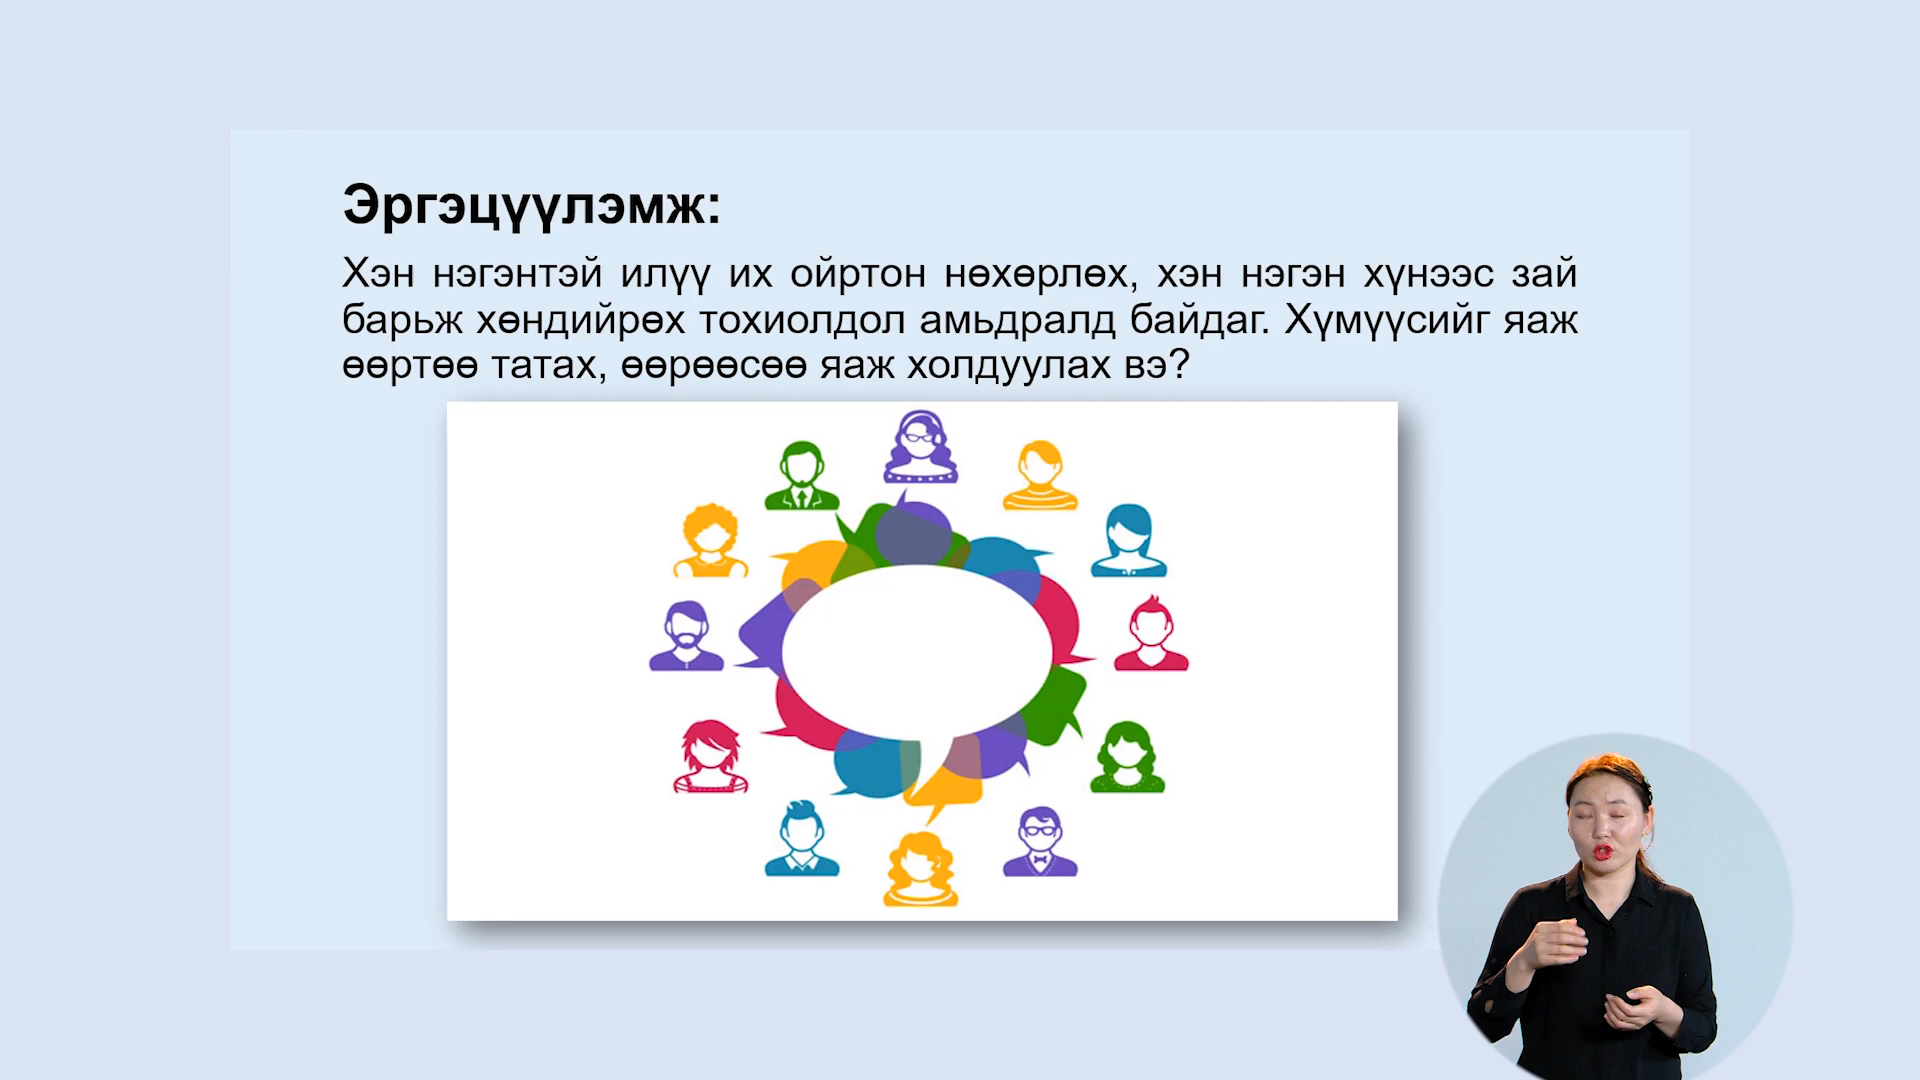 Эргэцүүлэмж:
Хэн нэгэнтэй илүү их ойртон нөхөрлөх, хэн нэгэн хүнээс зай
барьж хөндийрөх тохиолдол амьдралд байдаг. Хүмүүсийг яаж
өөртөө татах, өөрөөсөө яаж холдуулах вэ?